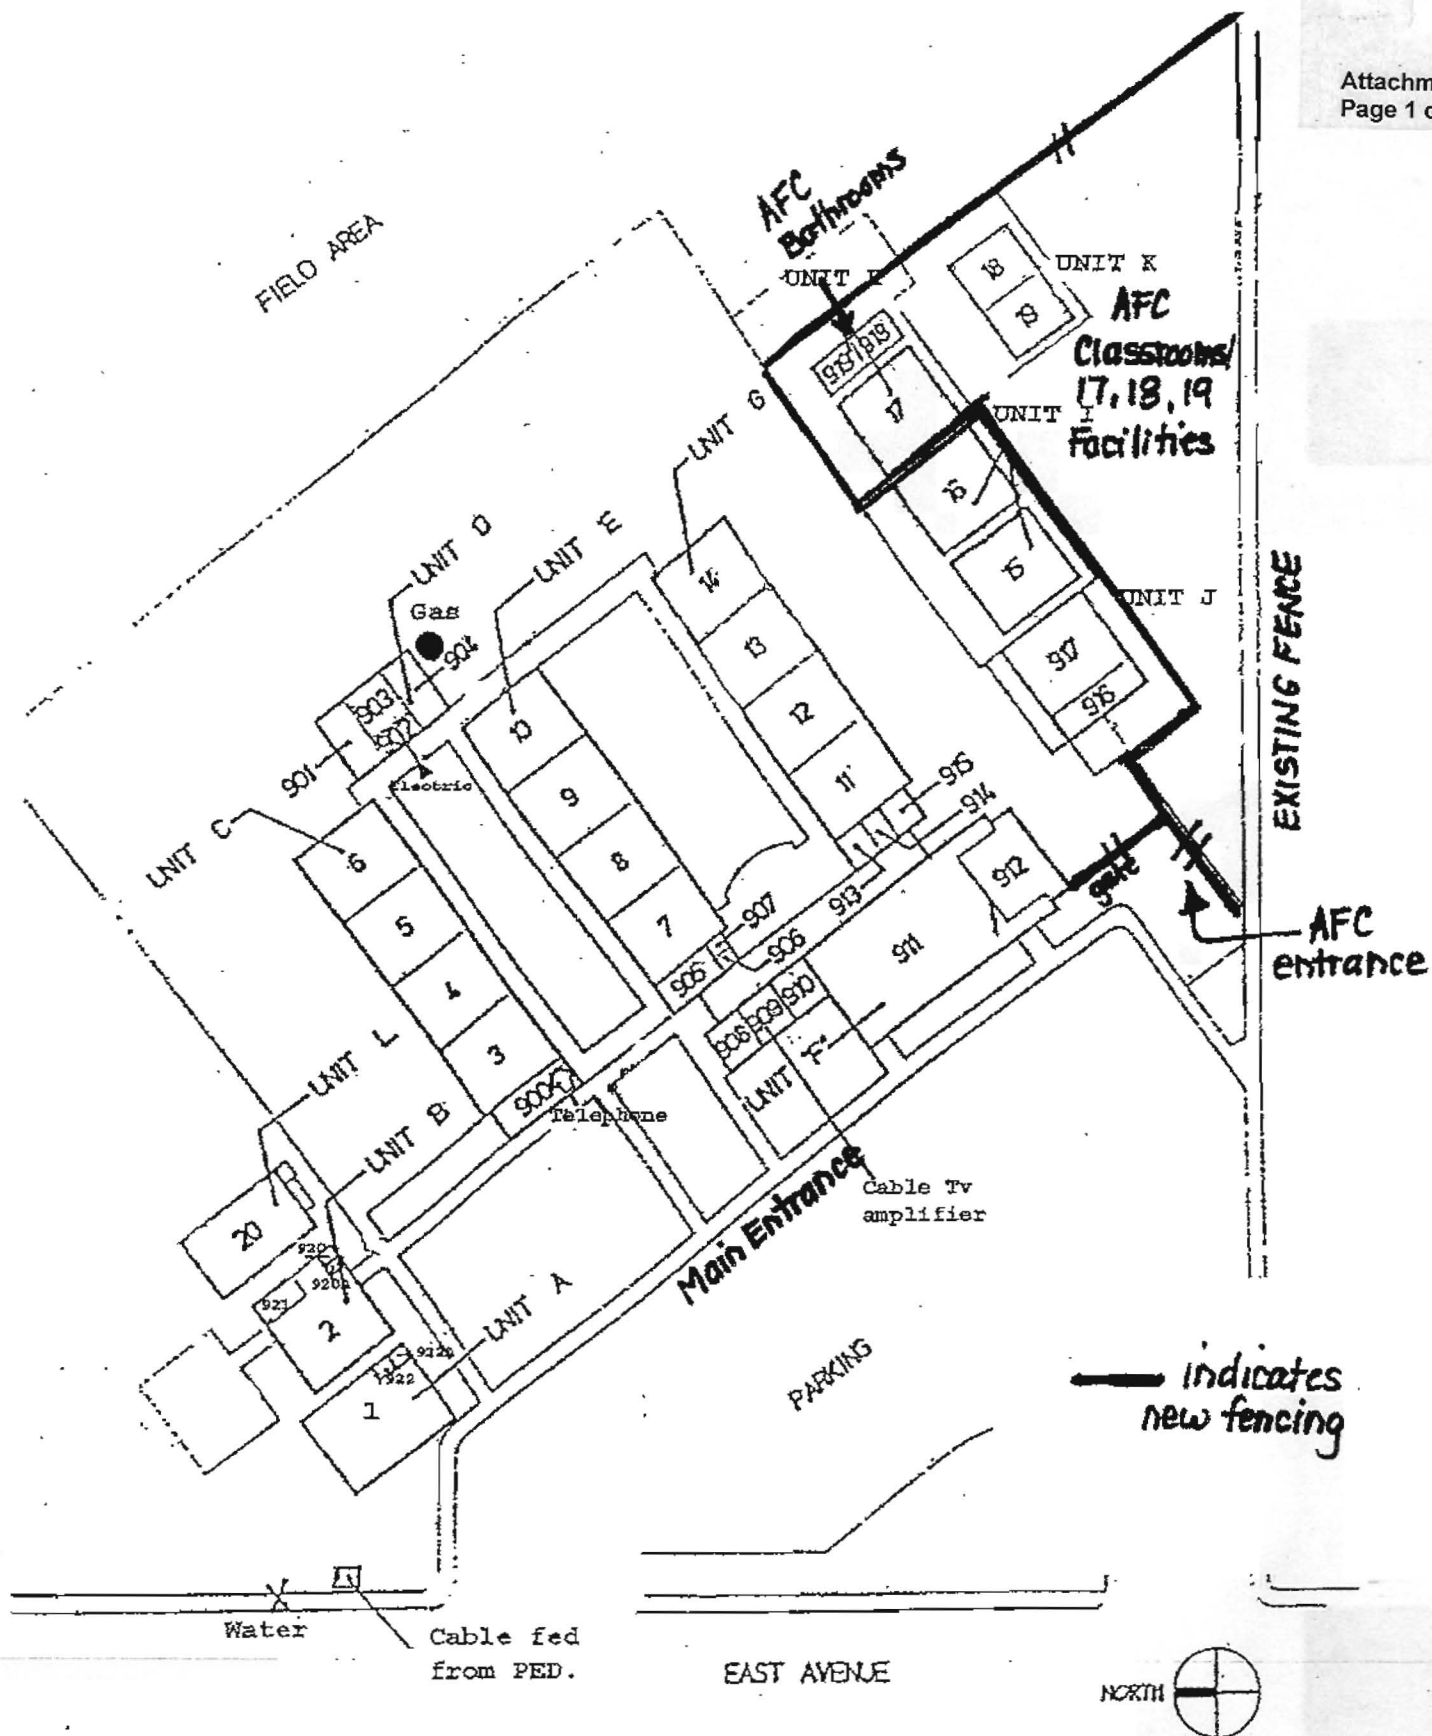 Attachm
Page 1 o
AFC
Bathrooms
FIELD AREA
UNIT K
18
19
AFC
Classrooms/
17, 18, 19
Facilities
919
918
17
UNIT I
UNIT G
16
15
UNIT J
917
916
EXISTING FENCE
UNIT D
UNIT E
Gas
904
903
902
901
Electric
14
13
12
11
915
914
913
912
911
gate
AFC
entrance
10
9
8
7
907
906
905
UNIT C
6
5
4
3
900
Telephone
908
909
910
UNIT "F"
UNIT L
UNIT B
20
920
920a
921
2
Main Entrance
Cable Tv
amplifier
UNIT A
922a
922
1
PARKING
indicates
new fencing
Water
Cable fed
from PED.
EAST AVENUE
NORTH